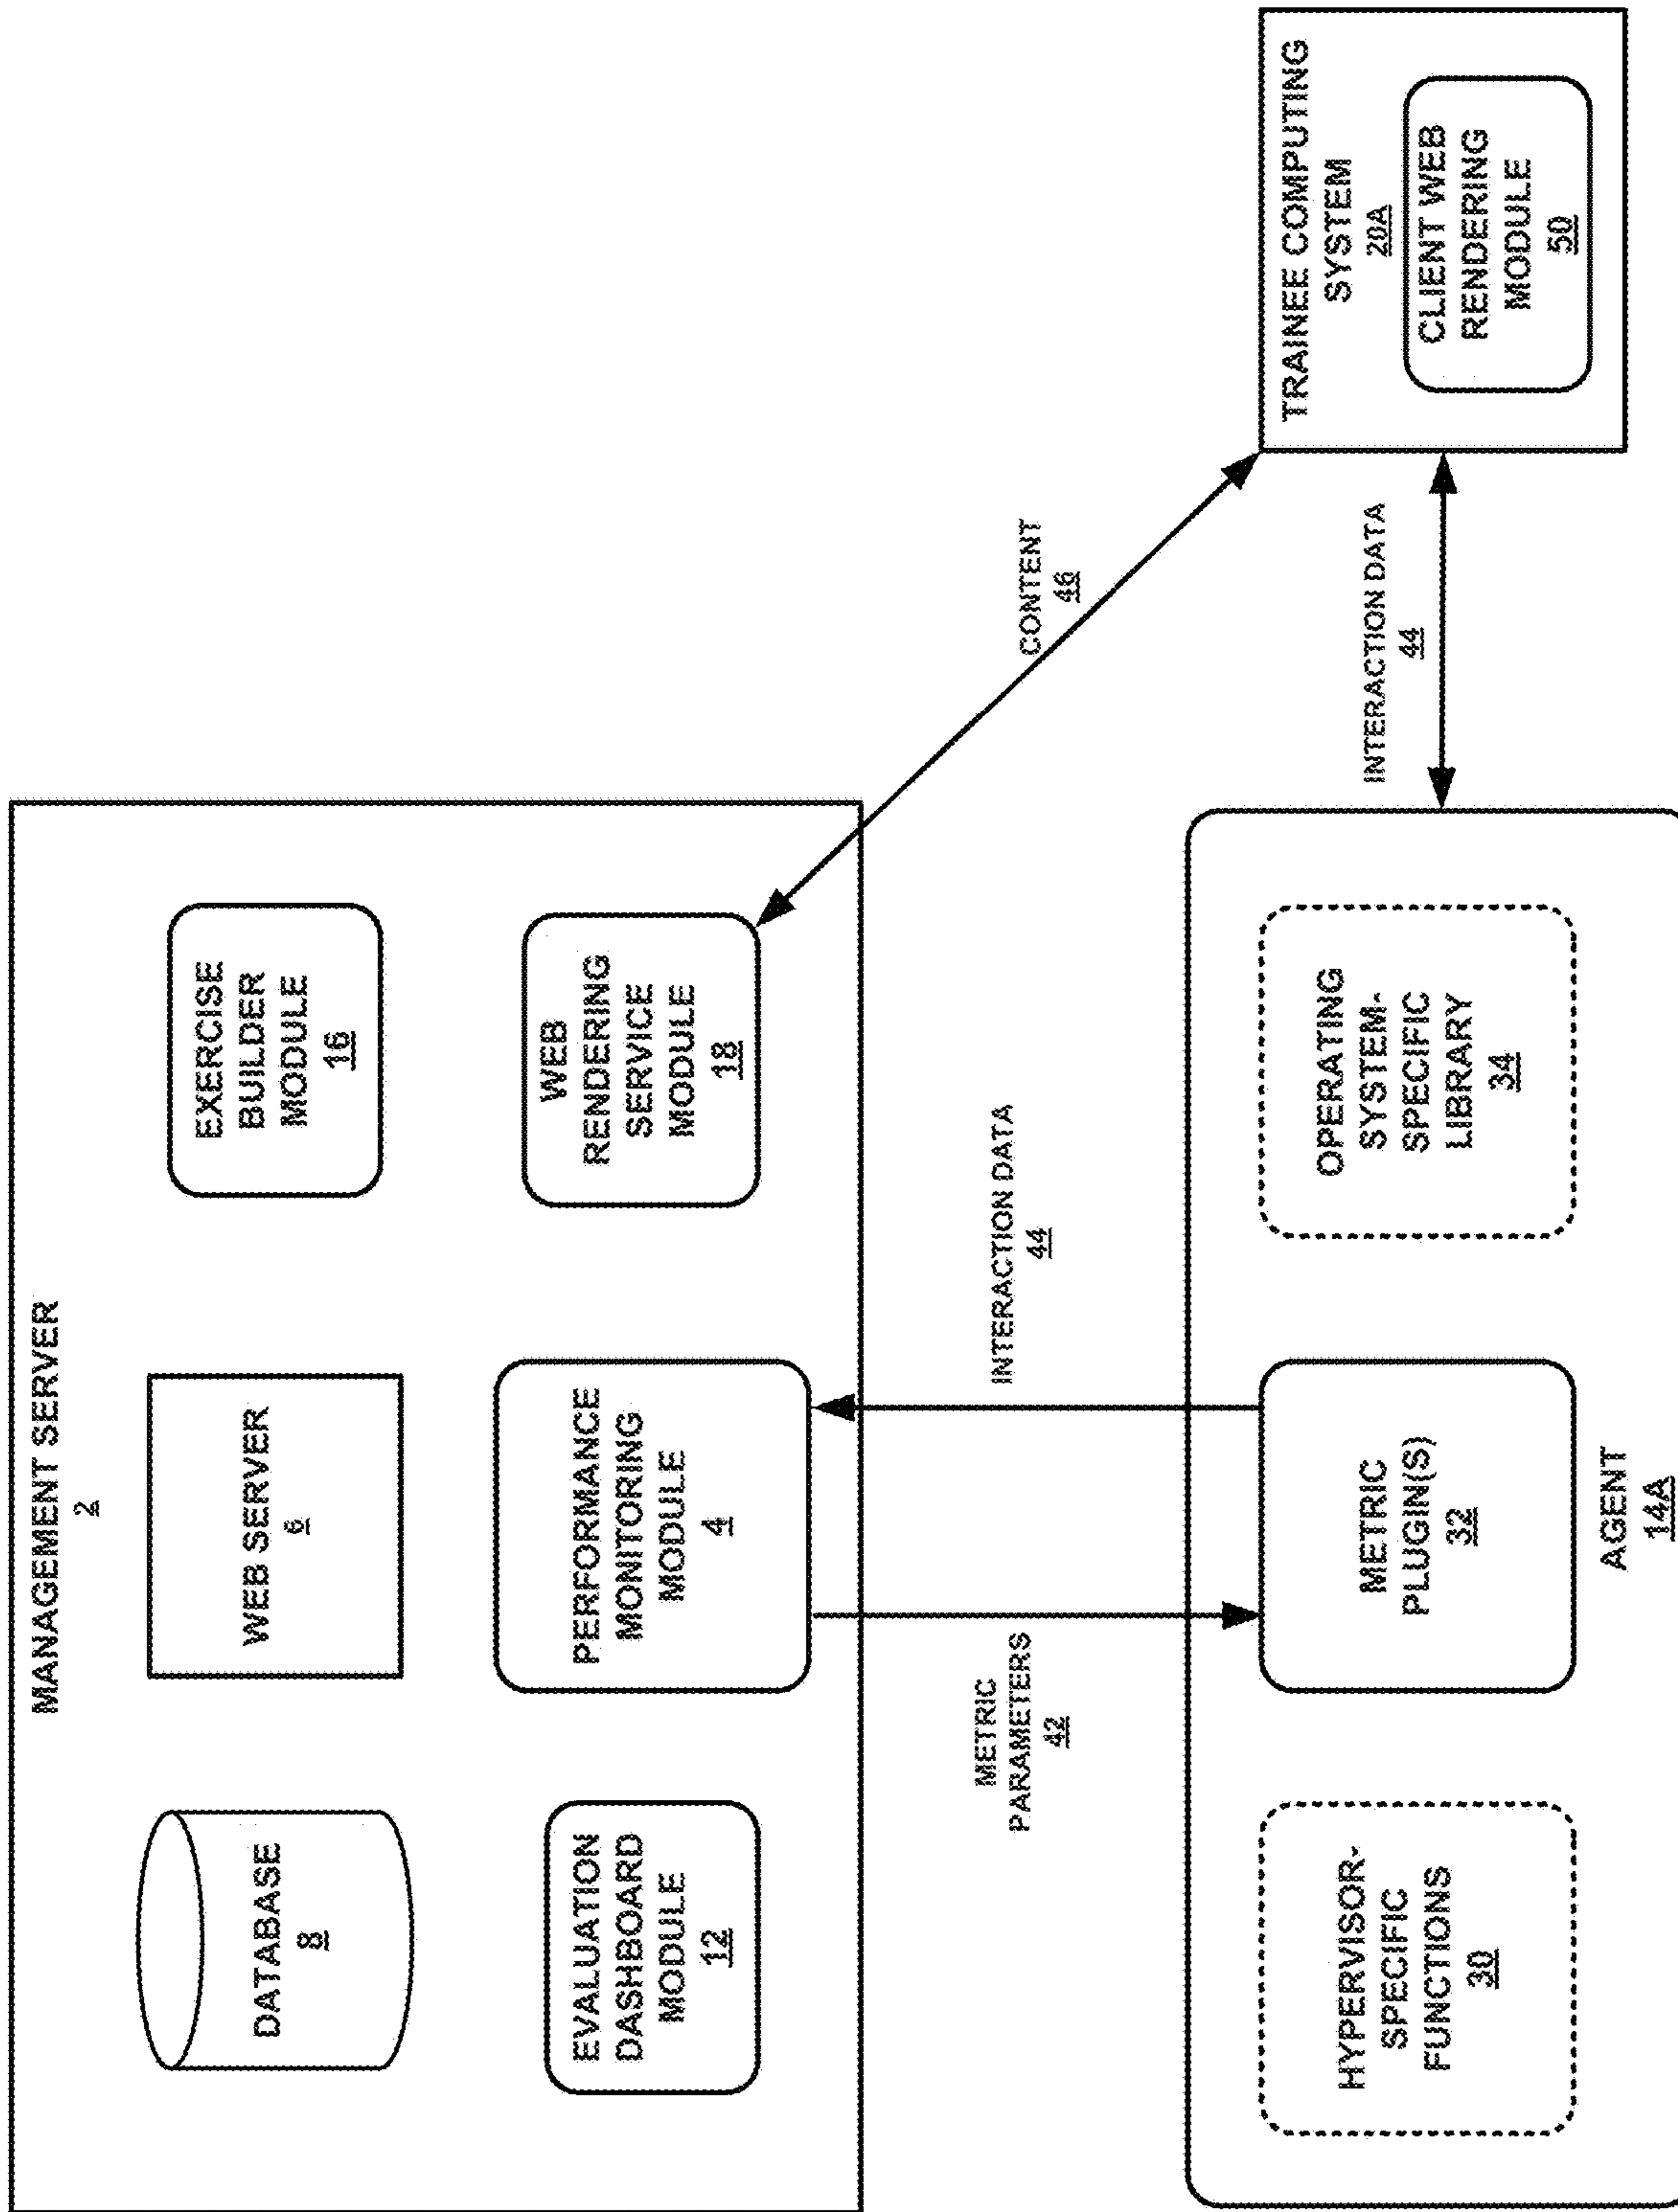 MANAGEMENT SERVER
2
DATABASE
8
WEB SERVER
6
EXERCISE
BUILDER
MODULE
16
EVALUATION
DASHBOARD
MODULE
12
PERFORMANCE
MONITORING
MODULE
4
WEB
RENDERING
SERVICE
MODULE
18
METRIC
PARAMETERS
42
INTERACTION DATA
44
CONTENT
46
HYPERVISOR-
SPECIFIC
FUNCTIONS
30
METRIC
PLUGIN(S)
32
OPERATING
SYSTEM-
SPECIFIC
LIBRARY
34
AGENT
14A
INTERACTION DATA
44
TRAINEE COMPUTING
SYSTEM
20A
CLIENT WEB
RENDERING
MODULE
50